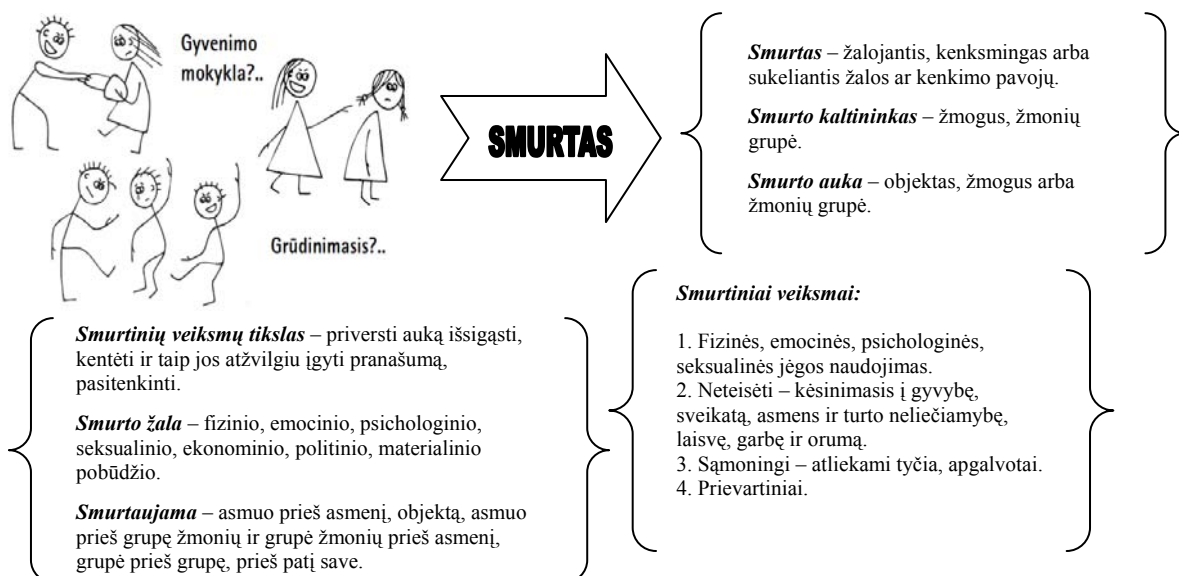 Gyvenimo
mokykla?..
Grūdinimasis?..
SMURTAS
Smurtas – žalojantis, kenksmingas arba
sukeliantis žalos ar kenkimo pavojų.
Smurto kaltininkas – žmogus, žmonių
grupė.
Smurto auka – objektas, žmogus arba
žmonių grupė.
Smurtinių veiksmų tikslas – priversti auką išsigąsti,
kentėti ir taip jos atžvilgiu įgyti pranašumą,
pasitenkinti.
Smurto žala – fizinio, emocinio, psichologinio,
seksualinio, ekonominio, politinio, materialinio
pobūdžio.
Smurtaujama – asmuo prieš asmenį, objektą, asmuo
prieš grupę žmonių ir grupė žmonių prieš asmenį,
grupė prieš grupę, prieš patį save.
Smurtiniai veiksmai:
1. Fizinės, emocinės, psichologinės,
seksualinės jėgos naudojimas.
2. Neteisėti – kėsinimasis į gyvybę,
sveikatą, asmens ir turto neliečiamybę,
laisvę, garbę ir orumą.
3. Sąmoningi – atliekami tyčia, apgalvotai.
4. Prievartiniai.